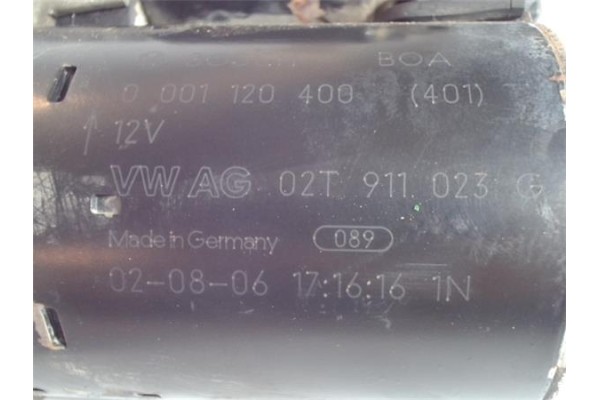 BOSCH BOA
0 001 120 400 (401)
12V
VW AG 02T 911 023 G
Made in Germany 089
02-08-06 17:16:16 1N